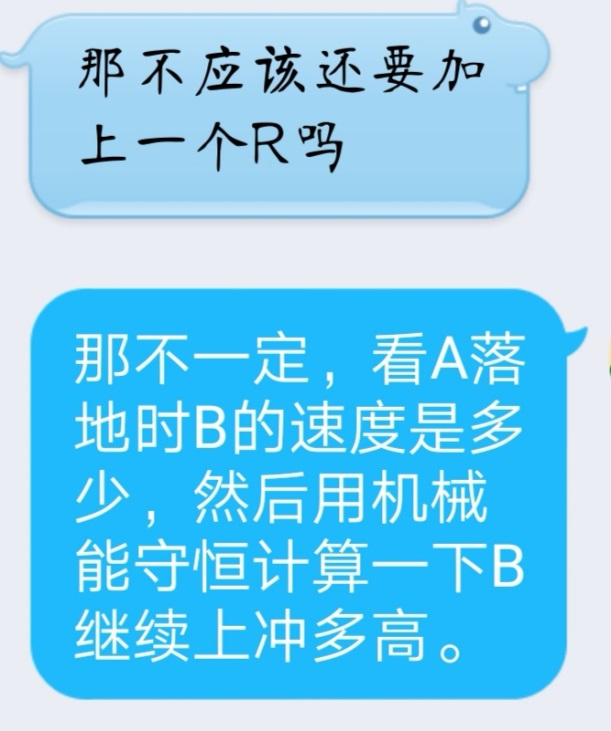 那不应该还要加
上一个R吗
那不一定，看A落
地时B的速度是多
少，然后用机械
能守恒计算一下B
继续上冲多高。